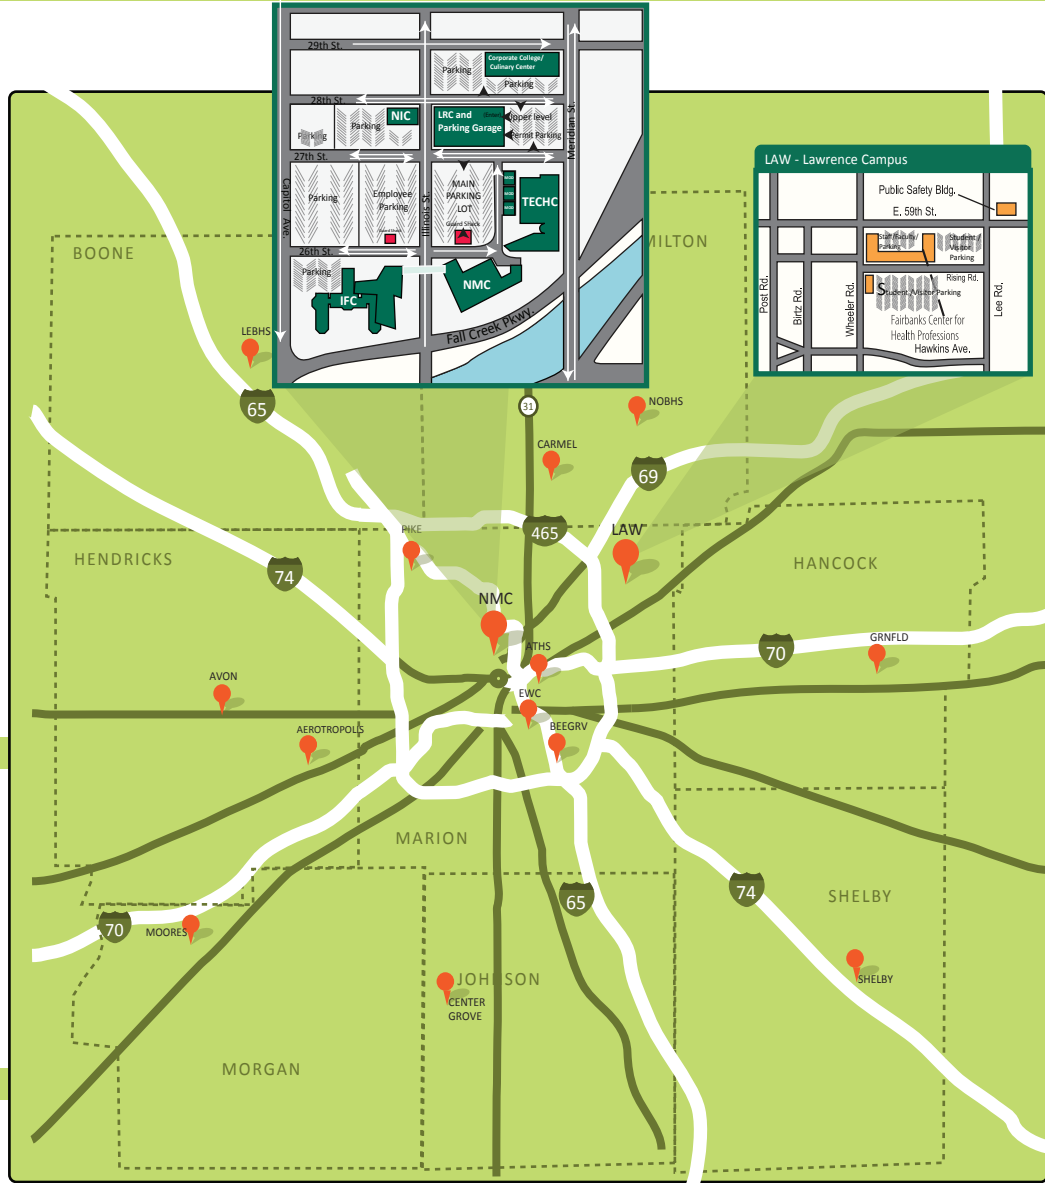 29th St.
Corporate College/
Culinary Center
Parking
Parking
28th St.
NIC
LRC and
Parking Garage
Upper level
Permit Parking
Parking
Parking
27th St.
Meridian St.
Capitol Ave
Illinois St.
Parking
Employee
Parking
Guard Shack
MAIN
PARKING
LOT
Guard Shack
TECHC
26th St.
Parking
IFC
NMC
Fall Creek Pkwy.
LAW - Lawrence Campus
Public Safety Bldg.
E. 59th St.
Staff/Faculty/
Parking
Student /
Visitor
Parking
Rising Rd.
Student /Visitor Parking
Post Rd.
Birtz Rd.
Wheeler Rd.
Lee Rd.
Fairbanks Center for
Health Professions
Hawkins Ave.
BOONE
MILTON
LEBHS
65
31
NOBHS
CARMEL
69
PIKE
465
LAW
HENDRICKS
74
HANCOCK
NMC
ATHS
70
GRNFLD
AVON
EWC
AEROTROPOLIS
BEEGRV
MARION
74
SHELBY
65
70
MOORES
JOHNSON
CENTER
GROVE
SHELBY
MORGAN